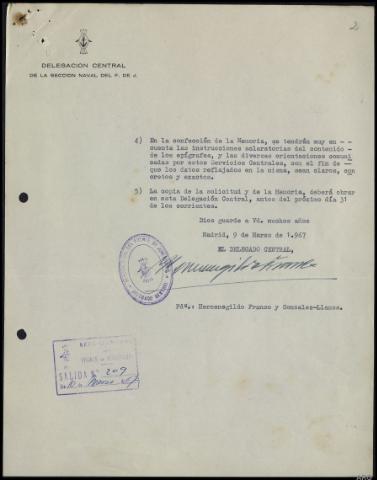 2
DELEGACIÓN CENTRAL
DE LA SECCION NAVAL DEL F. DE J.
4) En la confección de la Memoria, se tendrán muy en --
cuenta las instrucciones aclaratorias del contenido -
de los epígrafes, y las diversas orientaciones comuni
cadas por estos Servicios Centrales, con el fin de --
que los datos reflejados en la misma, sean claros, con
cretos y exactos.
5) La copia de la solicitud y de la Memoria, deberá obrar
en esta Delegación Central, antes del próximo día 31
de los corrientes.
Dios guarde a Vd. muchos años
Madrid, 9 de Marzo de 1.967
EL DELEGADO CENTRAL,
Fdo.: Hermenegildo Franco y Gonzalez-Llanos.
SALIDA Nº 209